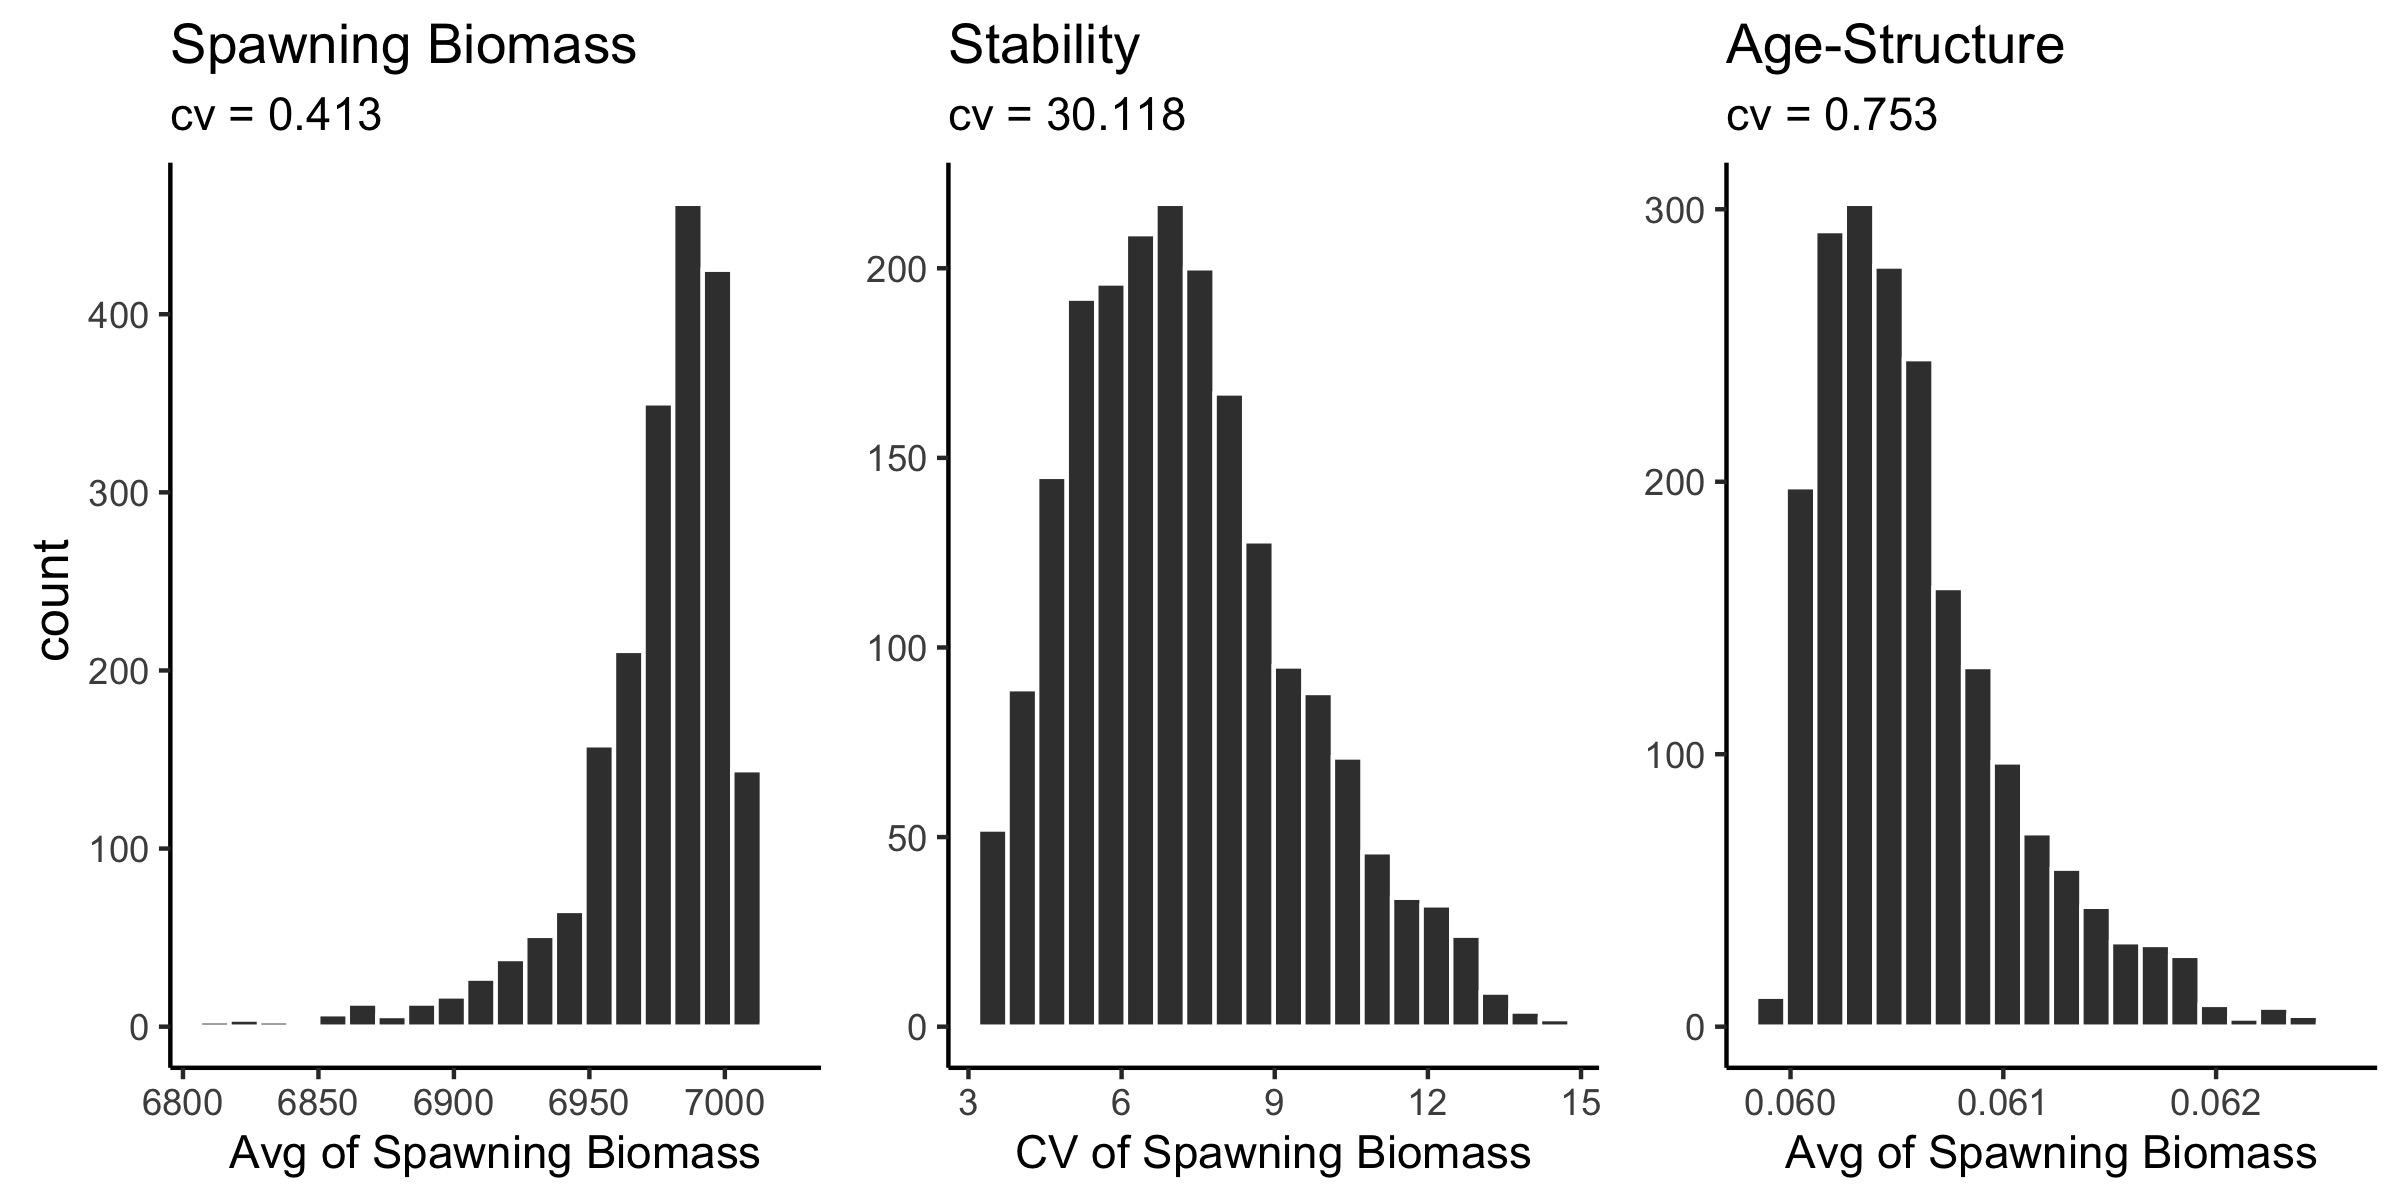 Spawning Biomass
cv = 0.413
count
400
300
200
100
0
6800 6850 6900 6950 7000
Avg of Spawning Biomass
Stability
cv = 30.118
200
150
100
50
0
3 6 9 12 15
CV of Spawning Biomass
Age-Structure
cv = 0.753
300
200
100
0
0.060 0.061 0.062
Avg of Spawning Biomass